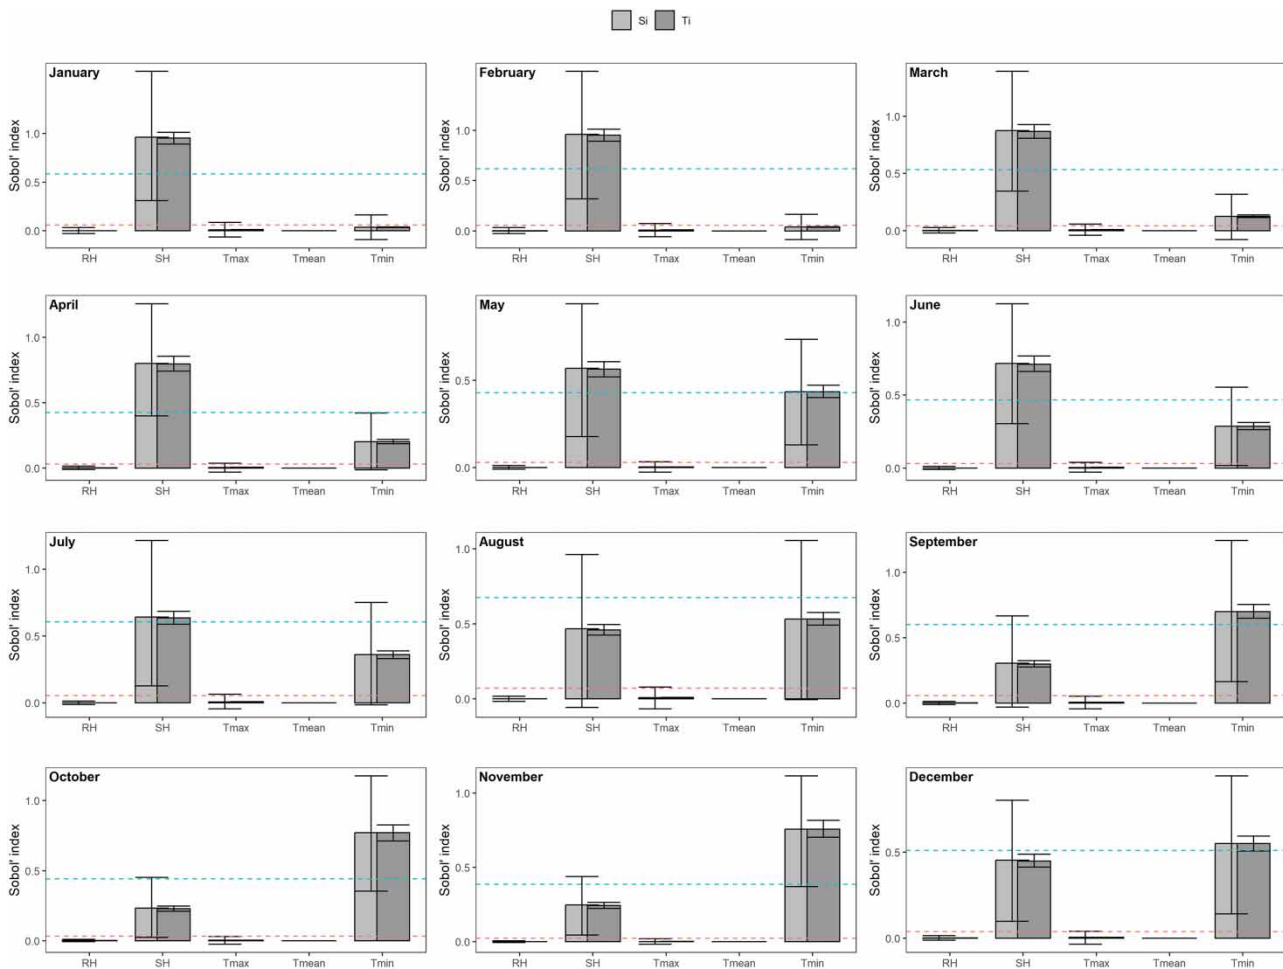 Si Ti
January February March
1.0 1.0 1.0
Sobol' index Sobol' index Sobol' index
0.5 0.5 0.5
0.0 0.0 0.0
RH SH Tmax Tmean Tmin RH SH Tmax Tmean Tmin RH SH Tmax Tmean Tmin
April May June
1.0 1.0
Sobol' index Sobol' index Sobol' index
0.5 0.5 0.5
0.0 0.0 0.0
RH SH Tmax Tmean Tmin RH SH Tmax Tmean Tmin RH SH Tmax Tmean Tmin
July August September
1.0 1.0 1.0
Sobol' index Sobol' index Sobol' index
0.5 0.5 0.5
0.0 0.0 0.0
RH SH Tmax Tmean Tmin RH SH Tmax Tmean Tmin RH SH Tmax Tmean Tmin
October November December
1.0 1.0
Sobol' index Sobol' index Sobol' index
0.5 0.5 0.5
0.0 0.0 0.0
RH SH Tmax Tmean Tmin RH SH Tmax Tmean Tmin RH SH Tmax Tmean Tmin